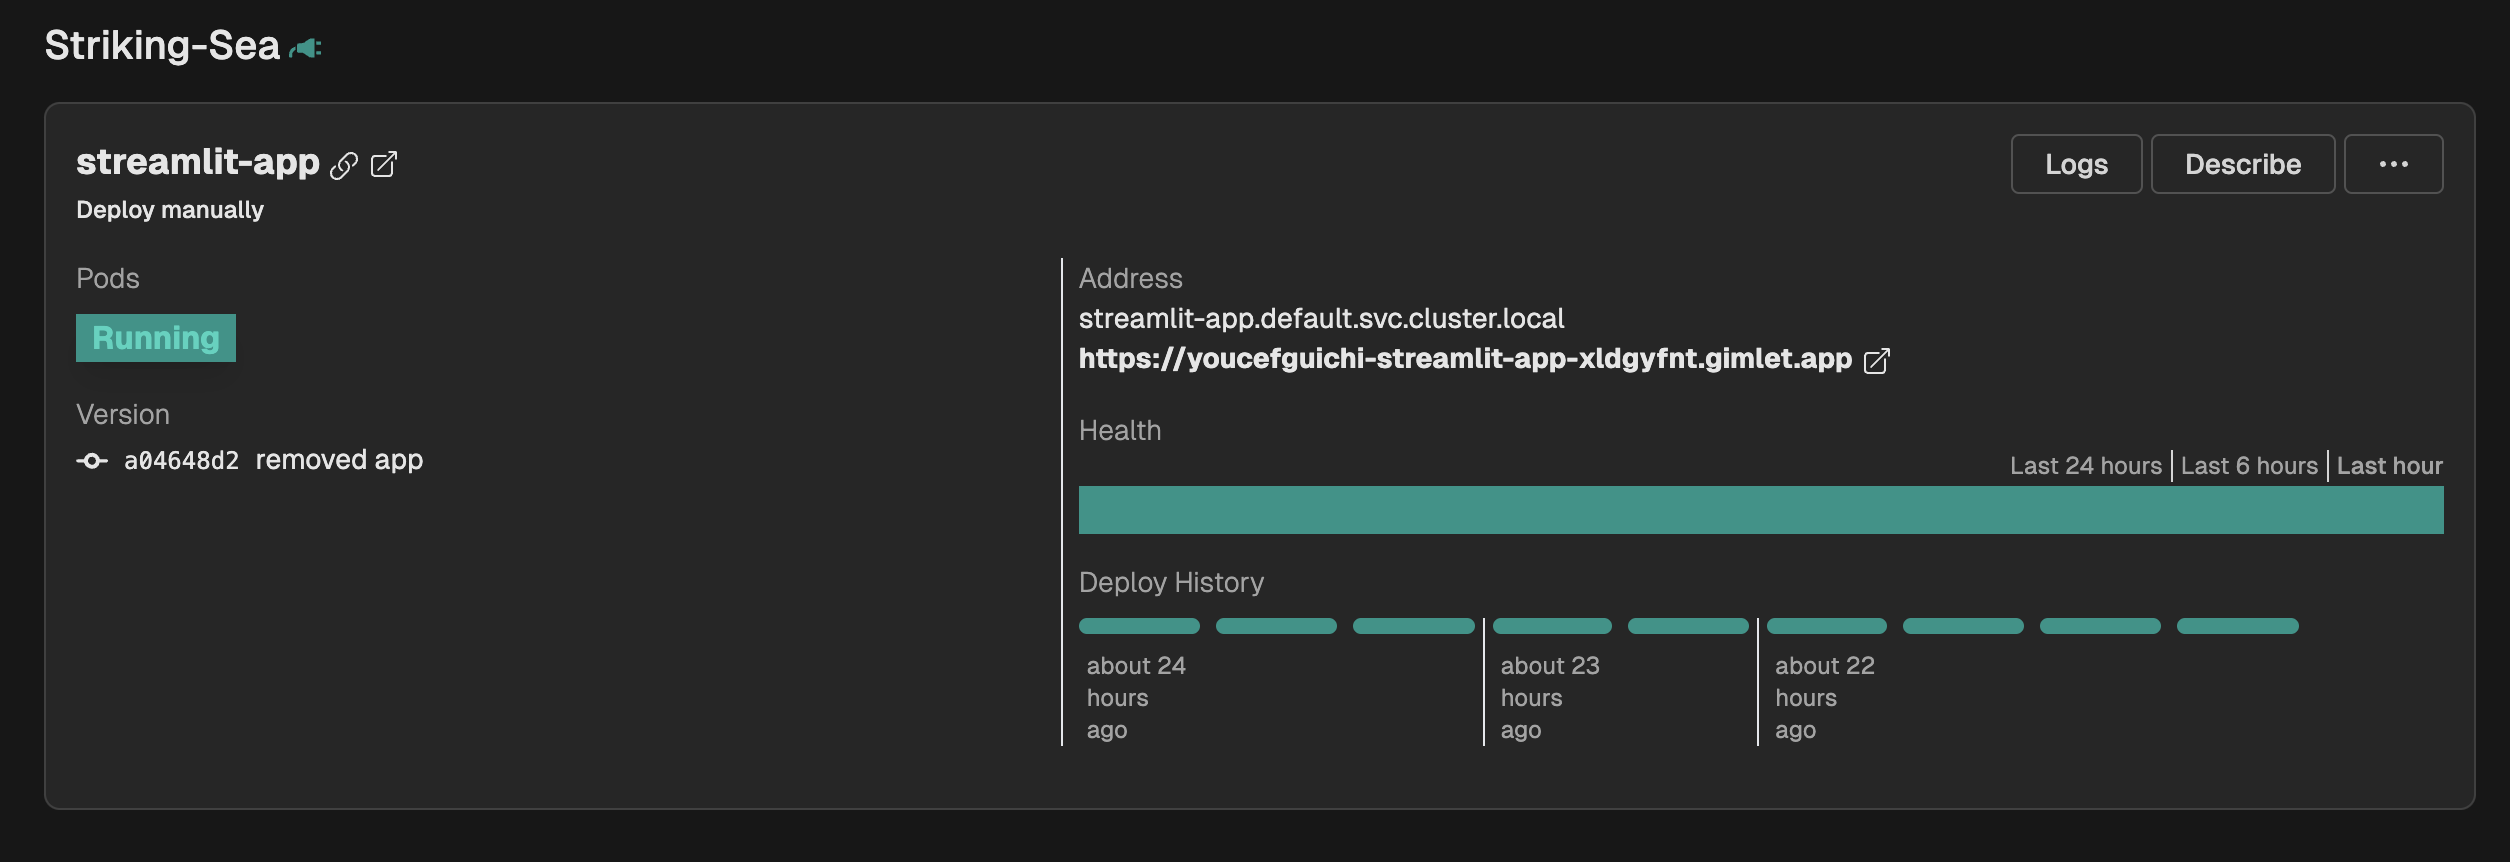 Striking-Sea
streamlit-app
Deploy manually
Logs
Describe
...
Pods
Running
Version
a04648d2 removed app
Address
streamlit-app.default.svc.cluster.local
https://youcefguichi-streamlit-app-xldgyfnt.gimlet.app
Health
Last 24 hours
Last 6 hours
Last hour
Deploy History
about 24
hours
ago
about 23
hours
ago
about 22
hours
ago